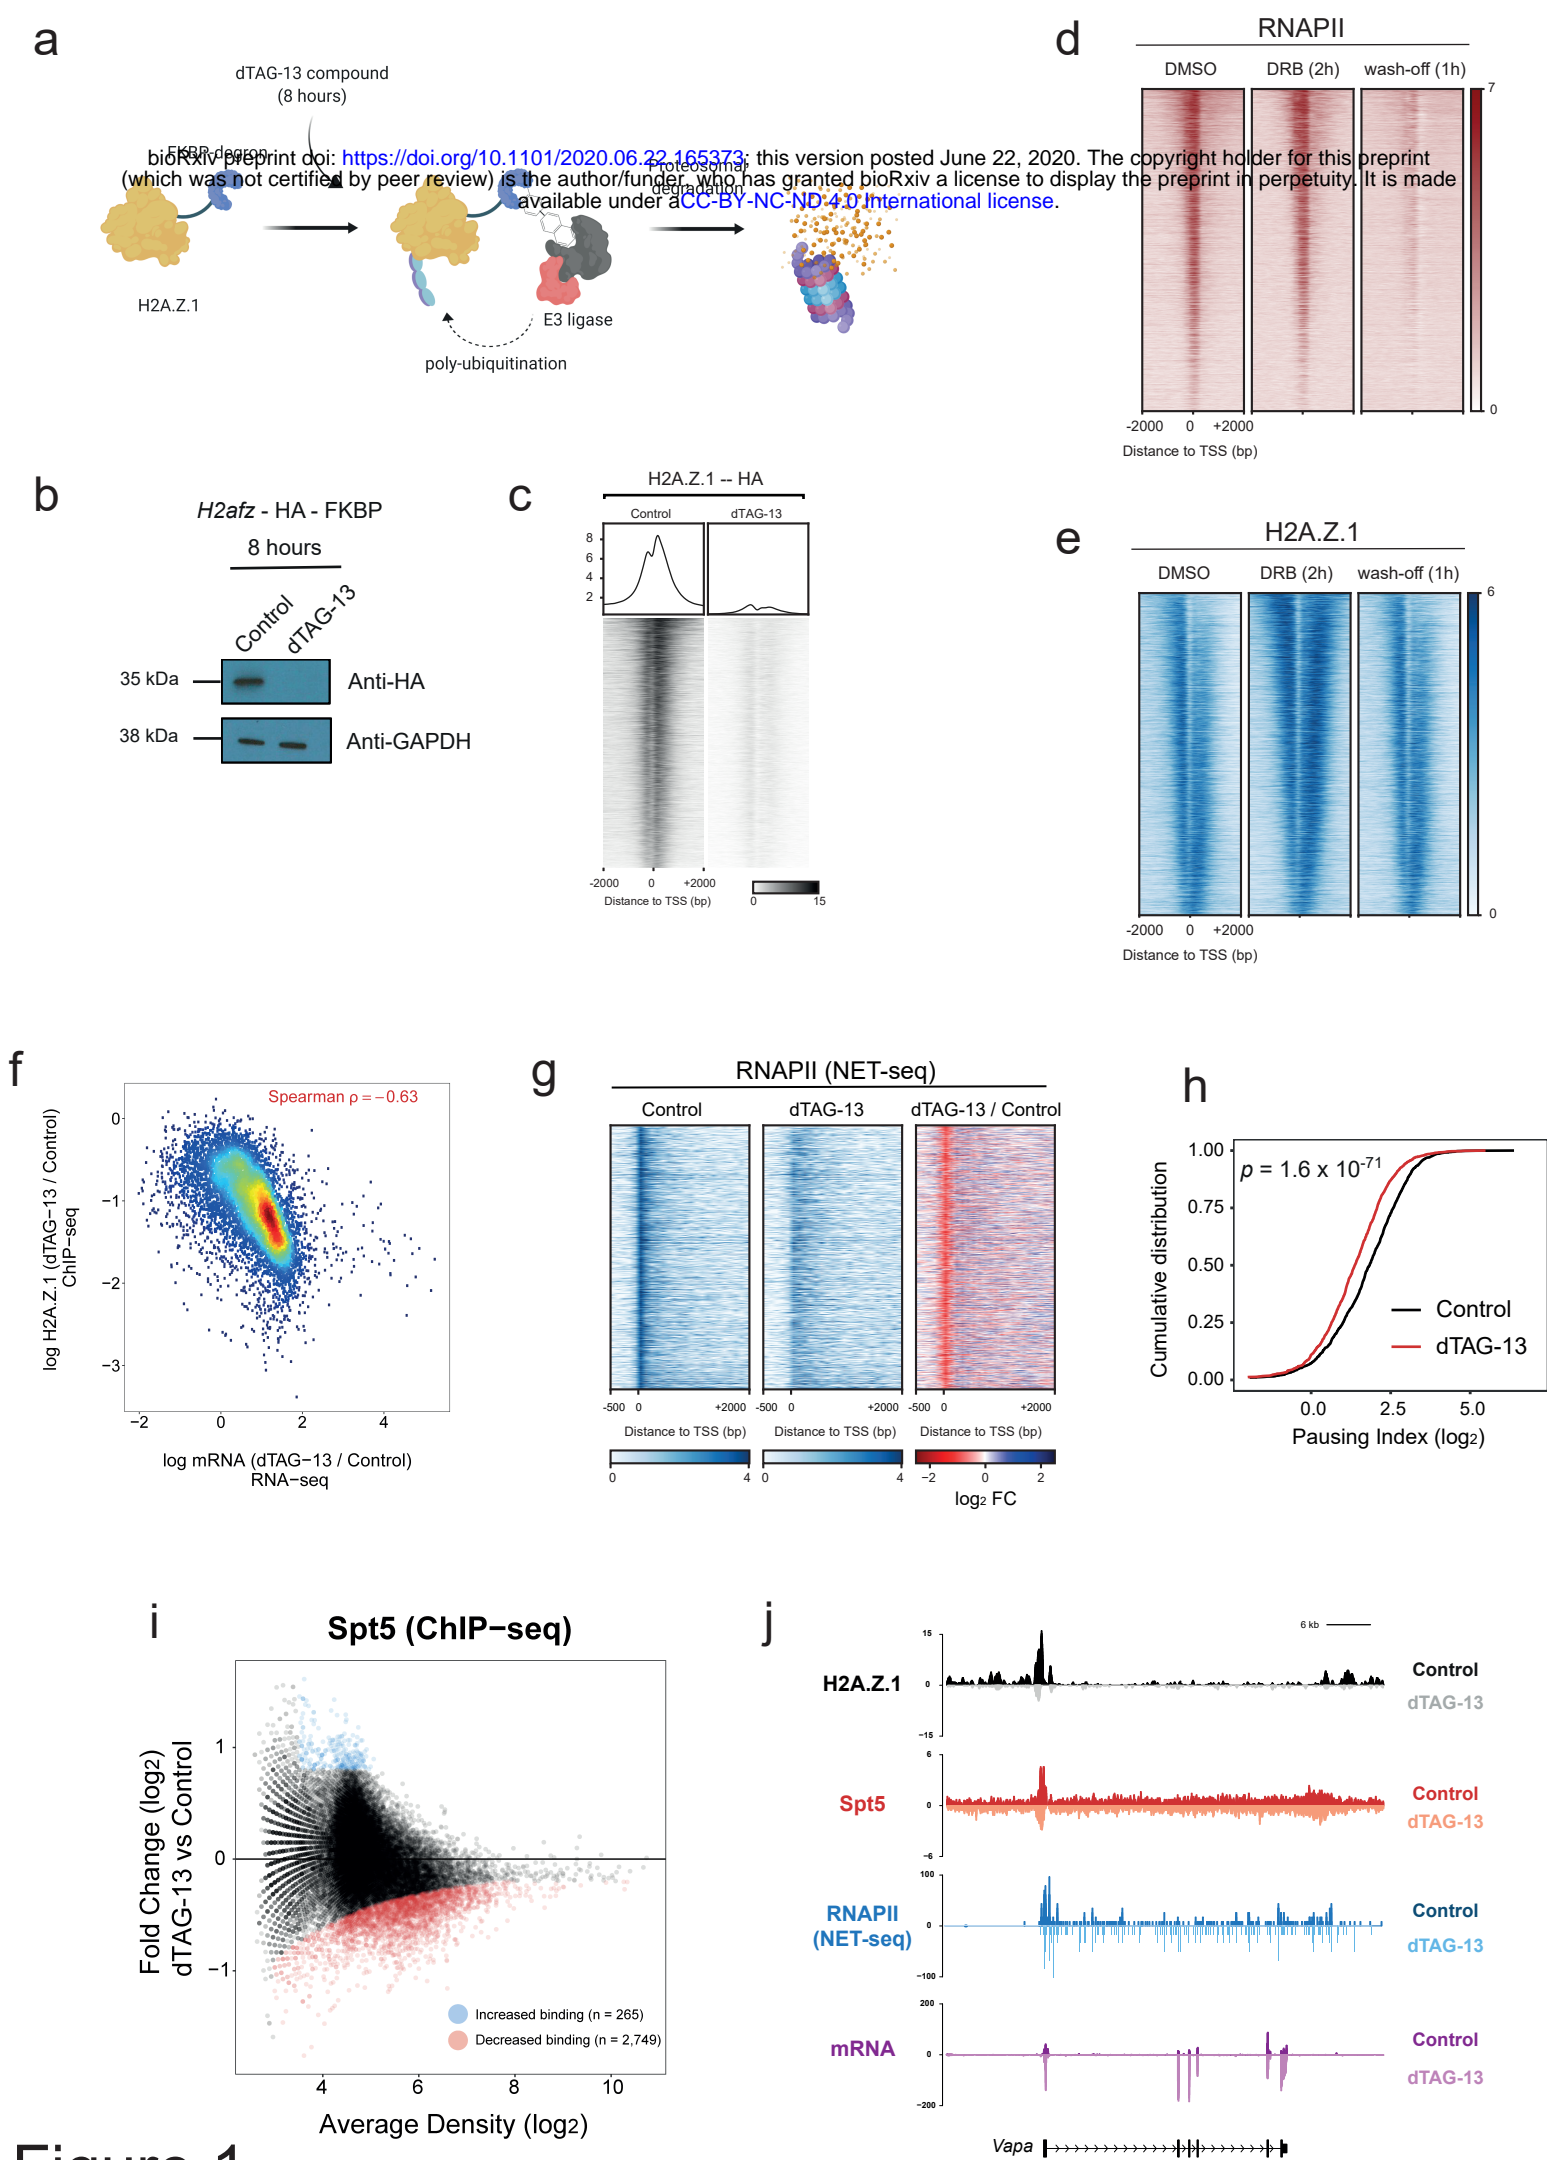 a
dTAG-13 compound
(8 hours)
FKBP-degron
Proteosomal
degradation
bioRxiv preprint doi: https://doi.org/10.1101/2020.06.22.165373; this version posted June 22, 2020. The copyright holder for this preprint
(which was not certified by peer review) is the author/funder, who has granted bioRxiv a license to display the preprint in perpetuity. It is made
available under aCC-BY-NC-ND 4.0 International license.
H2A.Z.1
E3 ligase
poly-ubiquitination
b
H2afz - HA - FKBP
8 hours
Control
dTAG-13
35 kDa
Anti-HA
38 kDa
Anti-GAPDH
c
H2A.Z.1 -- HA
Control
dTAG-13
8
6
4
2
-2000 0 +2000
Distance to TSS (bp)
0 15
d
RNAPII
DMSO DRB (2h) wash-off (1h)
7
0
-2000 0 +2000
Distance to TSS (bp)
e
H2A.Z.1
DMSO DRB (2h) wash-off (1h)
6
0
-2000 0 +2000
Distance to TSS (bp)
f
Spearman ρ = −0.63
log H2A.Z.1 (dTAG−13 / Control)
ChIP−seq
0
−1
−2
−3
−2 0 2 4
log mRNA (dTAG−13 / Control)
RNA−seq
g
RNAPII (NET-seq)
Control dTAG-13 dTAG-13 / Control
-500 0 +2000 -500 0 +2000 -500 0 +2000
Distance to TSS (bp) Distance to TSS (bp) Distance to TSS (bp)
0 4 0 4 −2 0 2
log2 FC
h
p = 1.6 x 10-71
Cumulative distribution
1.00
0.75
0.50
0.25
0.00
Control
dTAG-13
0.0 2.5 5.0
Pausing Index (log2)
i
Spt5 (ChIP−seq)
Fold Change (log2)
dTAG-13 vs Control
1
0
−1
Increased binding (n = 265)
Decreased binding (n = 2,749)
4 6 8 10
Average Density (log2)
j
6 kb
H2A.Z.1
15
0
−15
Control
dTAG-13
Spt5
6
0
−6
Control
dTAG-13
RNAPII
(NET-seq)
100
0
−100
Control
dTAG-13
mRNA
200
0
−200
Control
dTAG-13
Vapa
Figure 1